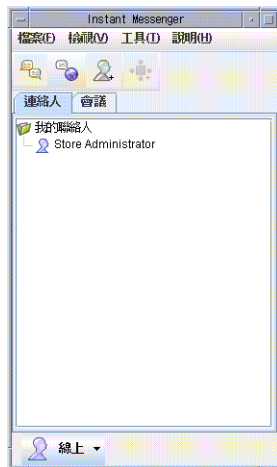 Instant Messenger
檔案(F) 檢視(V) 工具(T) 說明(H)
連絡人 會議
我的聯絡人
Store Administrator
線上